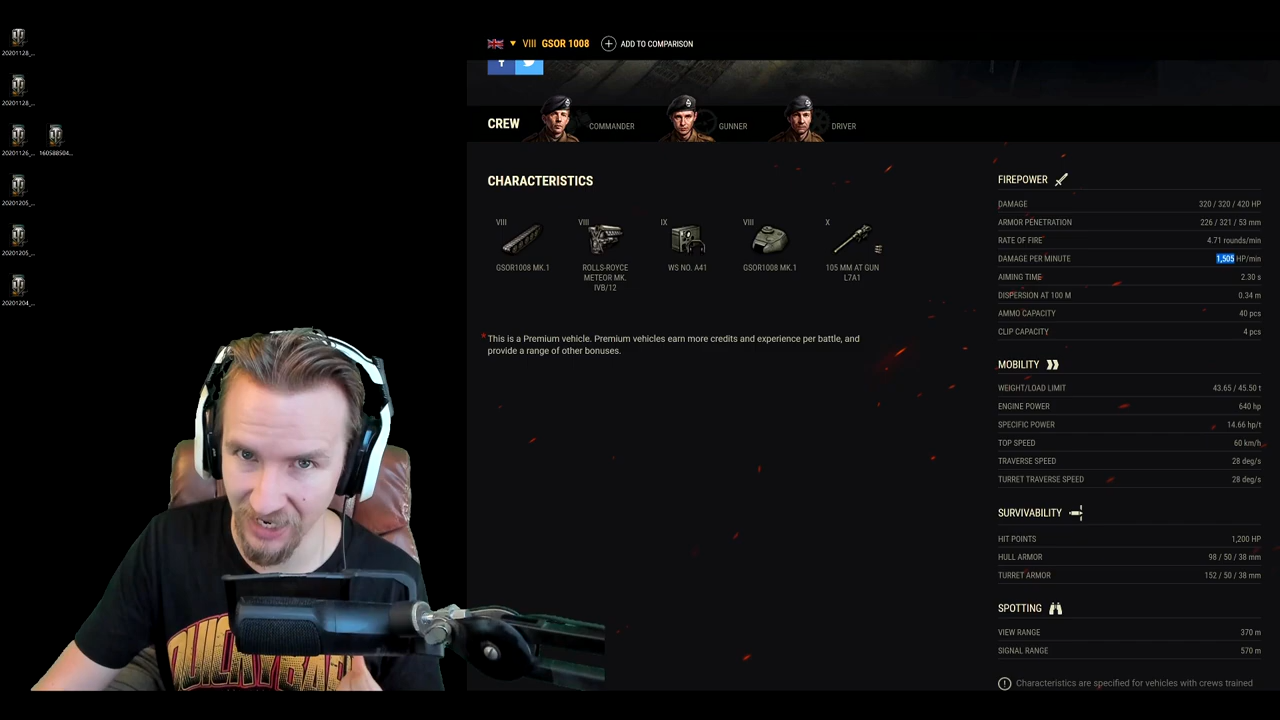 20201128_...
20201128_...
20201126_...
160588504...
20201205_...
20201205_...
20201204_...
VIII GSOR 1008
ADD TO COMPARISON
CREW
COMMANDER
GUNNER
DRIVER
CHARACTERISTICS
VIII
GSOR1008 MK.1
VIII
ROLLS-ROYCE
METEOR MK.
IVB/12
IX
WS NO. A41
VIII
GSOR1008 MK.1
X
105 MM AT GUN
L7A1
This is a Premium vehicle. Premium vehicles earn more credits and experience per battle, and
provide a range of other bonuses.
FIREPOWER
DAMAGE 320 / 320 / 420 HP
ARMOR PENETRATION 226 / 321 / 53 mm
RATE OF FIRE 4.71 rounds/min
DAMAGE PER MINUTE 1,505 HP/min
AIMING TIME 2.30 s
DISPERSION AT 100 M 0.34 m
AMMO CAPACITY 40 pcs
CLIP CAPACITY 4 pcs
MOBILITY
WEIGHT/LOAD LIMIT 43.65 / 45.50 t
ENGINE POWER 640 hp
SPECIFIC POWER 14.66 hp/t
TOP SPEED 60 km/h
TRAVERSE SPEED 28 deg/s
TURRET TRAVERSE SPEED 28 deg/s
SURVIVABILITY
HIT POINTS 1,200 HP
HULL ARMOR 98 / 50 / 38 mm
TURRET ARMOR 152 / 50 / 38 mm
SPOTTING
VIEW RANGE 370 m
SIGNAL RANGE 570 m
Characteristics are specified for vehicles with crews trained